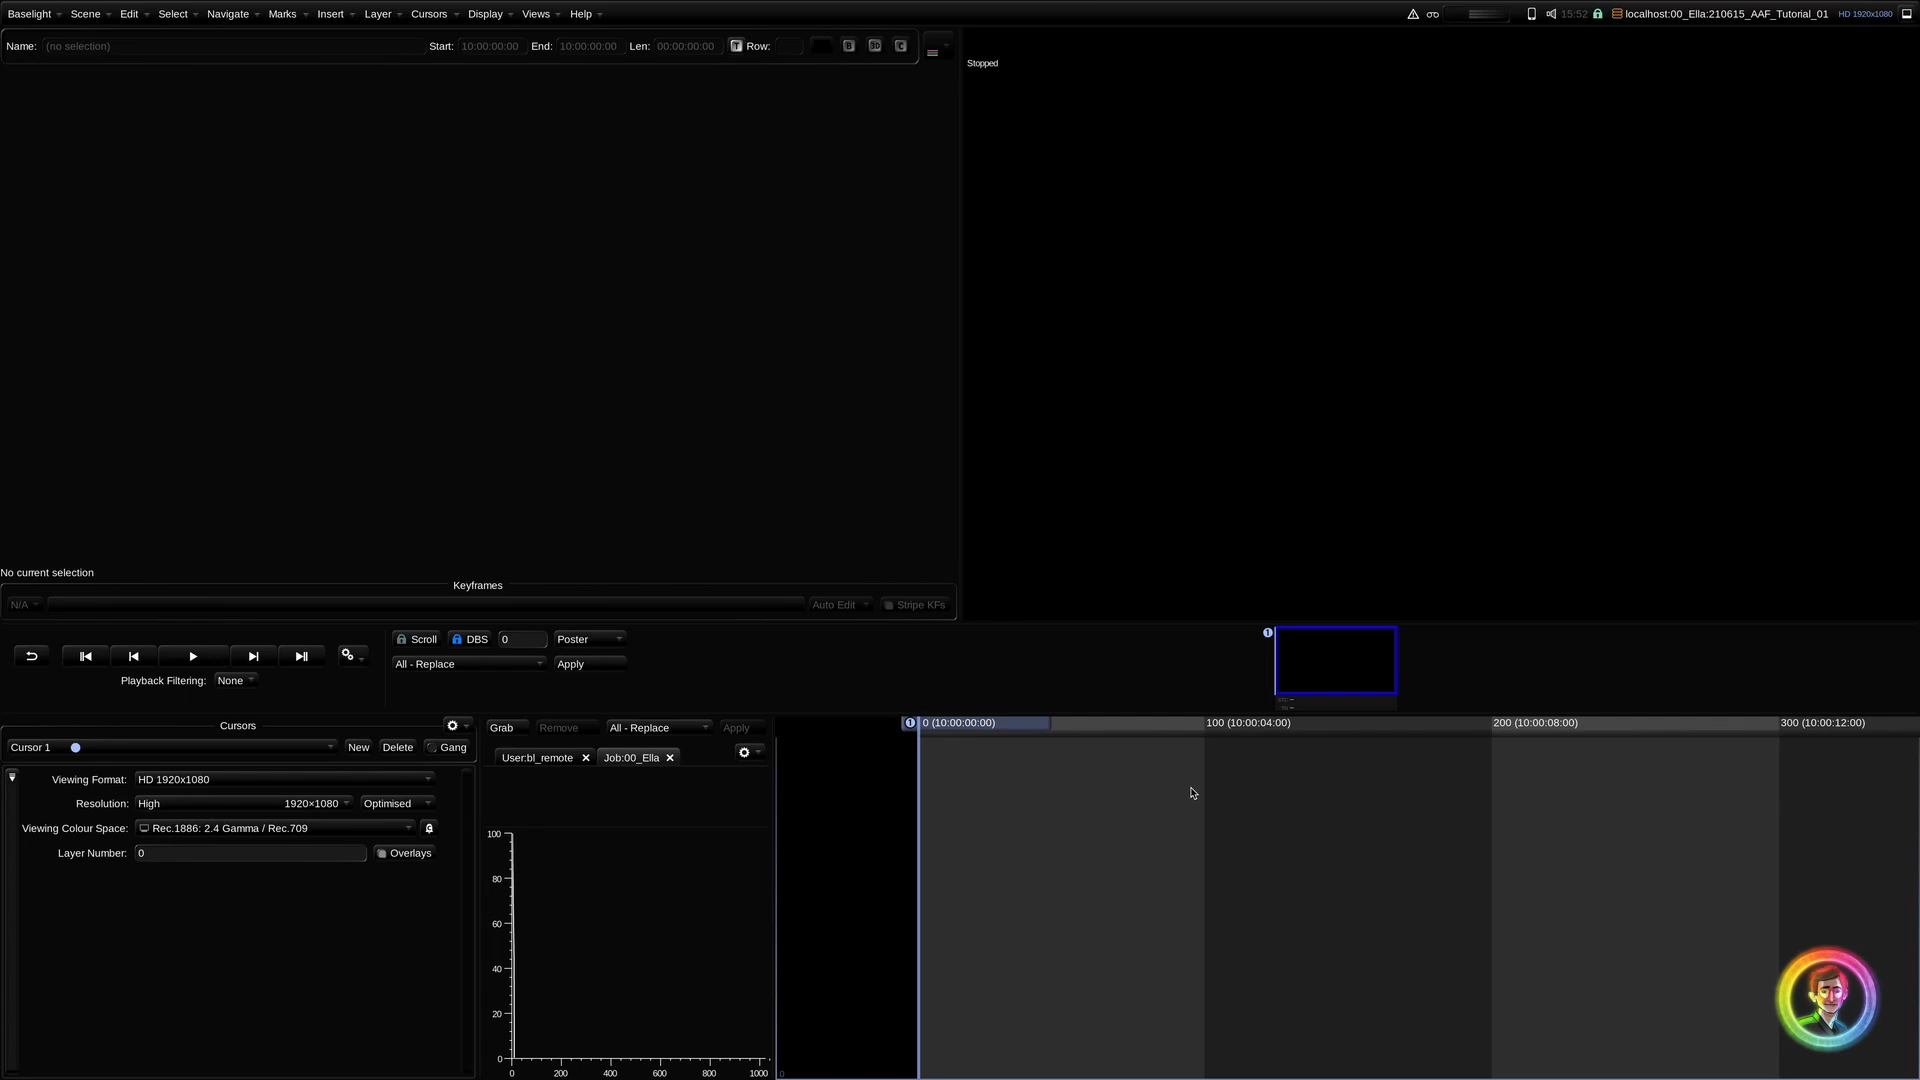 Baselight Scene Edit Select Navigate Marks Insert Layer Cursors Display Views Help 15:52 localhost:00_Ella:210615_AAF_Tutorial_01 HD 1920x1080
Name: (no selection) Start: 10:00:00:00 End: 10:00:00:00 Len: 00:00:00:00 T Row: B 3D C
Stopped
No current selection
Keyframes
N/A Auto Edit Stripe KFs
Scroll DBS 0 Poster
All - Replace Apply
Playback Filtering: None
1
Cursors
Cursor 1 New Delete Gang
Viewing Format: HD 1920x1080
Resolution: High 1920×1080 Optimised
Viewing Colour Space: Rec.1886: 2.4 Gamma / Rec.709
Layer Number: 0 Overlays
Grab Remove All - Replace Apply
User:bl_remote Job:00_Ella
100
80
60
40
20
0
0 200 400 600 800 1000
1 0 (10:00:00:00) 100 (10:00:04:00) 200 (10:00:08:00) 300 (10:00:12:00)
0